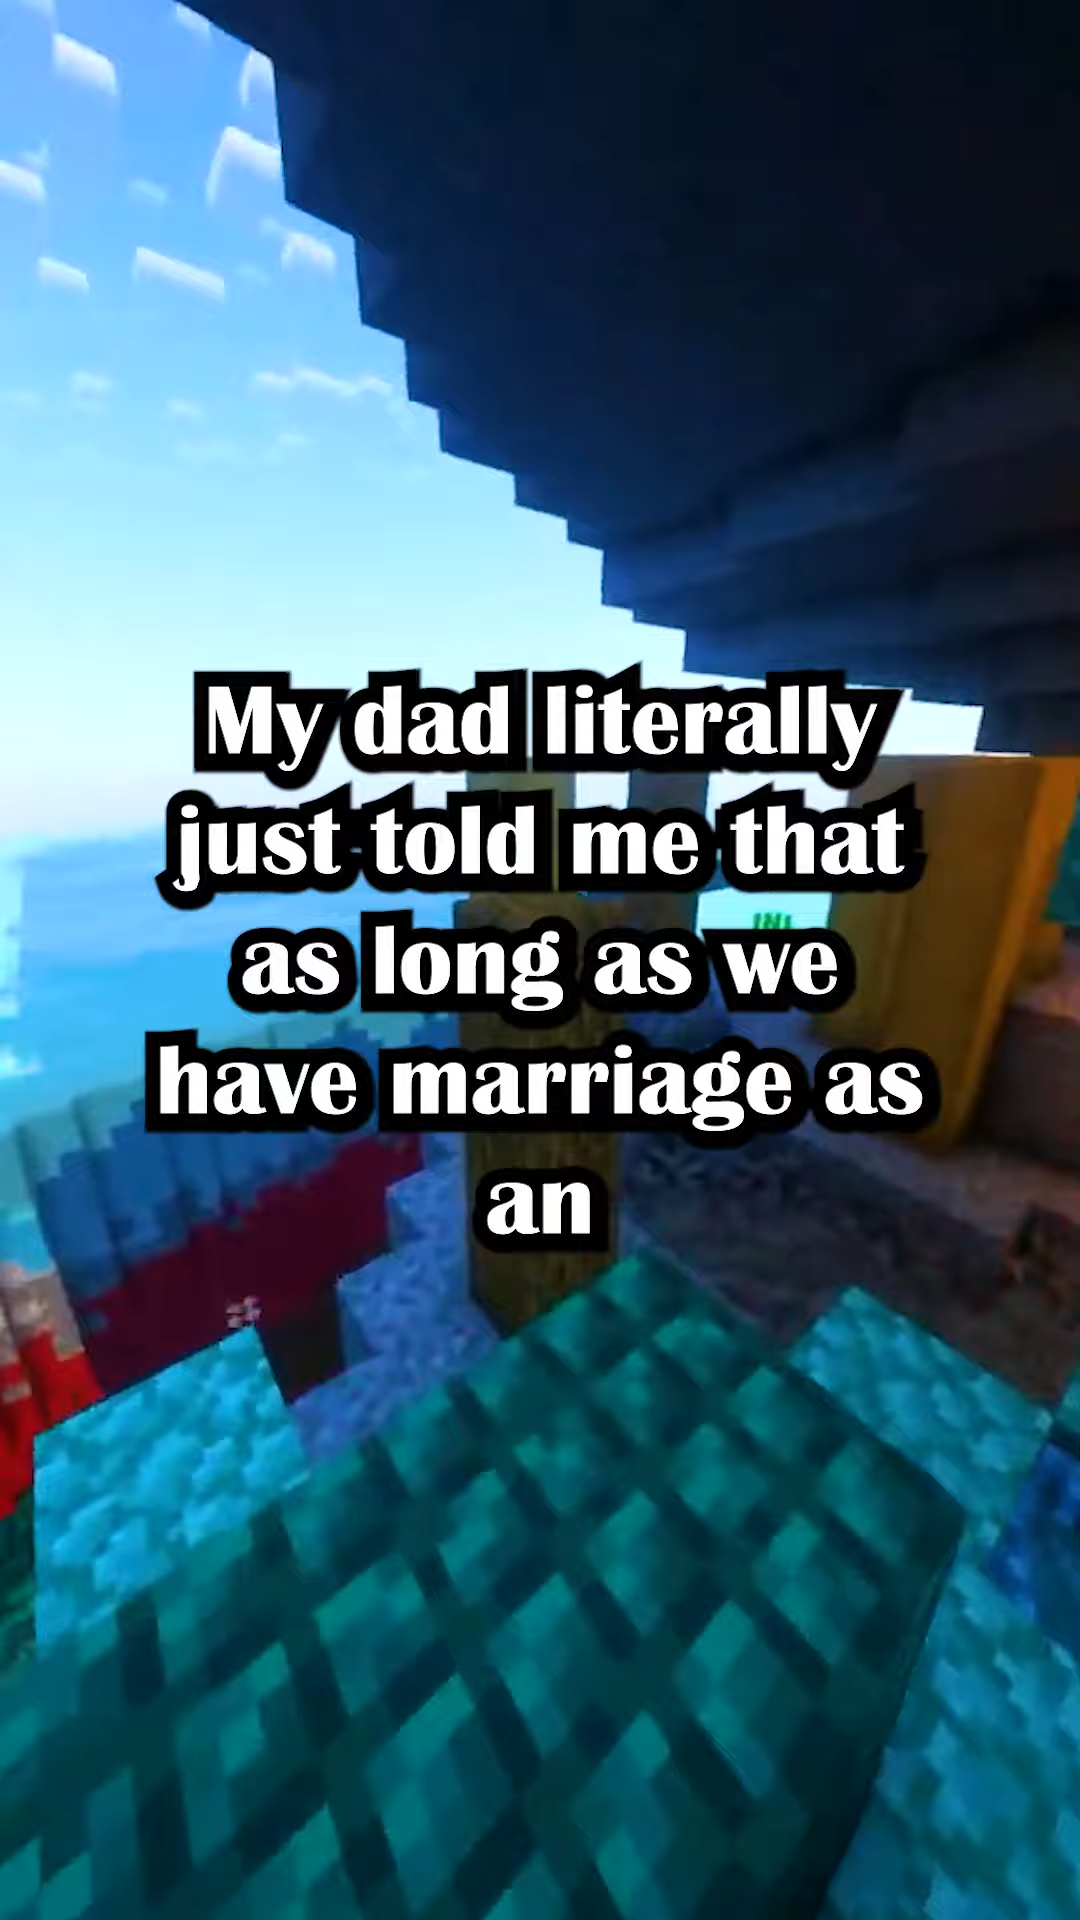 My dad literally
just told me that
as long as we
have marriage as
an